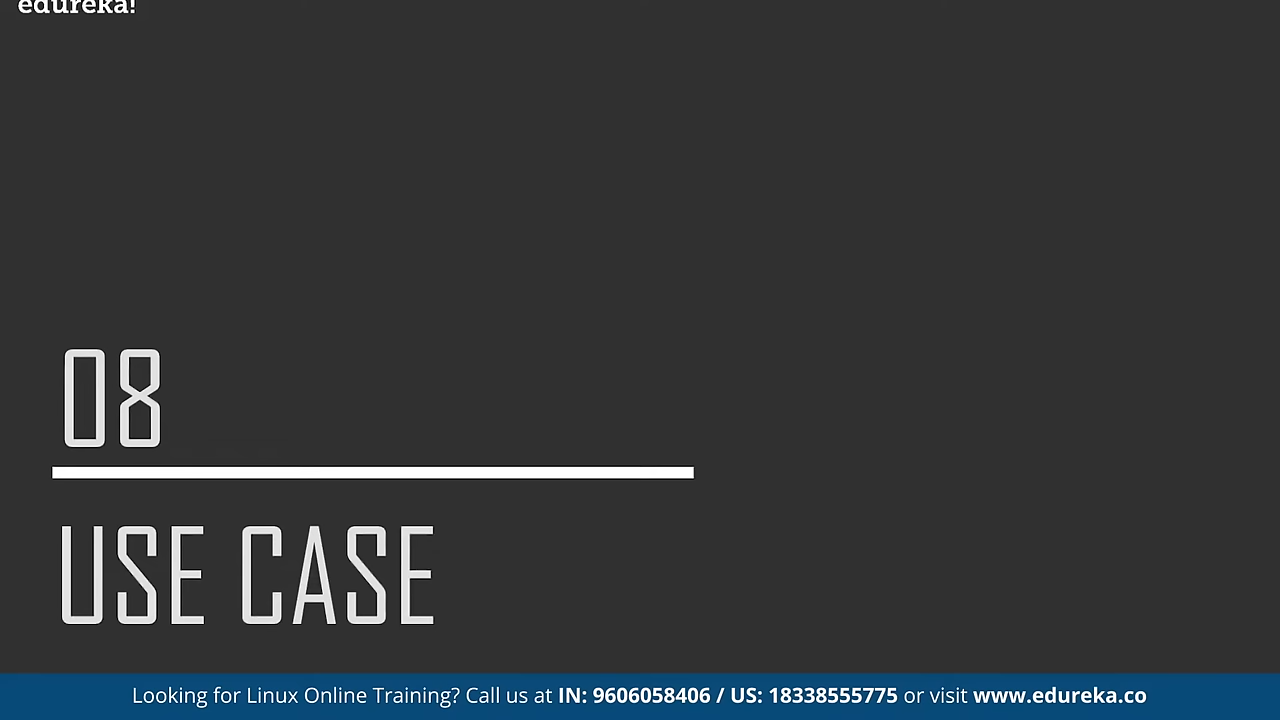 edureka!
08
USE CASE
Looking for Linux Online Training? Call us at IN: 9606058406 / US: 18338555775 or visit www.edureka.co